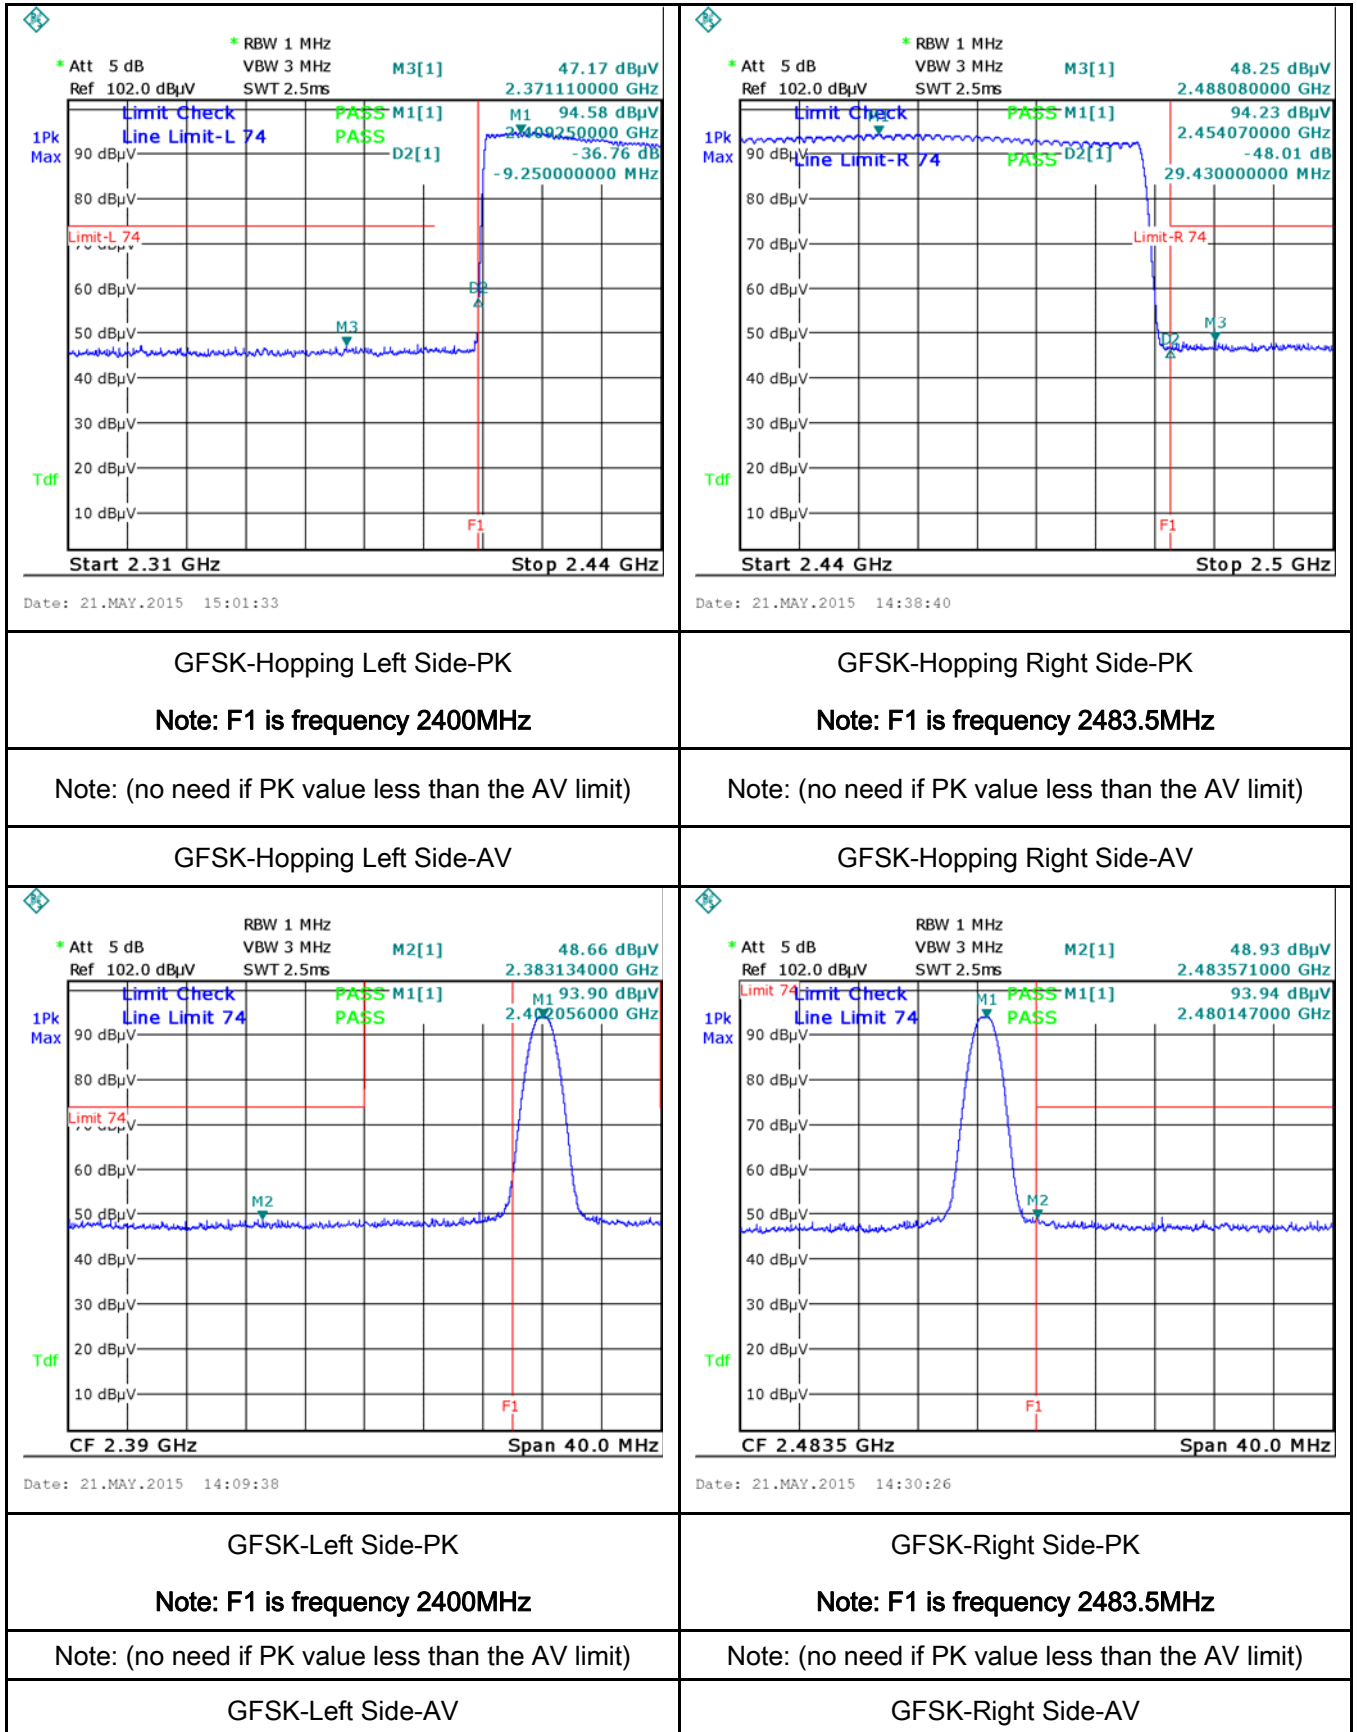 * RBW 1 MHz
* Att 5 dB VBW 3 MHz M3[1] 47.17 dBµV
Ref 102.0 dBµV SWT 2.5ms 2.371110000 GHz
Limit Check PASS M1[1] 94.58 dBµV
1Pk Max
Line Limit-L 74 PASS 2.409250000 GHz
M1
D2[1] -36.76 dB
-9.250000000 MHz
90 dBµV
80 dBµV
Limit-L 74
70 dBµV
60 dBµV
D2
50 dBµV
M3
40 dBµV
30 dBµV
20 dBµV
Tdf
10 dBµV
F1
Start 2.31 GHz Stop 2.44 GHz
Date: 21.MAY.2015 15:01:33
* RBW 1 MHz
* Att 5 dB VBW 3 MHz M3[1] 48.25 dBµV
Ref 102.0 dBµV SWT 2.5ms 2.488080000 GHz
Limit Check PASS M1[1] 94.23 dBµV
M1
1Pk Max
2.454070000 GHz
90 dBµV
Line Limit-R 74 PASS D2[1] -48.01 dB
29.430000000 MHz
80 dBµV
Limit-R 74
70 dBµV
60 dBµV
50 dBµV
M3
D2
40 dBµV
30 dBµV
20 dBµV
Tdf
10 dBµV
F1
Start 2.44 GHz Stop 2.5 GHz
Date: 21.MAY.2015 14:38:40
GFSK-Hopping Left Side-PK
Note: F1 is frequency 2400MHz
GFSK-Hopping Right Side-PK
Note: F1 is frequency 2483.5MHz
Note: (no need if PK value less than the AV limit)
Note: (no need if PK value less than the AV limit)
GFSK-Hopping Left Side-AV
GFSK-Hopping Right Side-AV
RBW 1 MHz
* Att 5 dB VBW 3 MHz M2[1] 48.66 dBµV
Ref 102.0 dBµV SWT 2.5ms 2.383134000 GHz
Limit Check PASS M1[1] 93.90 dBµV
M1
1Pk Max
Line Limit 74 PASS 2.402056000 GHz
90 dBµV
80 dBµV
Limit 74
70 dBµV
60 dBµV
50 dBµV
M2
40 dBµV
30 dBµV
20 dBµV
Tdf
10 dBµV
F1
CF 2.39 GHz Span 40.0 MHz
Date: 21.MAY.2015 14:09:38
RBW 1 MHz
* Att 5 dB VBW 3 MHz M2[1] 48.93 dBµV
Ref 102.0 dBµV SWT 2.5ms 2.483571000 GHz
Limit 74
Limit Check PASS M1[1] 93.94 dBµV
M1
1Pk Max
Line Limit 74 PASS 2.480147000 GHz
90 dBµV
80 dBµV
70 dBµV
60 dBµV
50 dBµV
M2
40 dBµV
30 dBµV
20 dBµV
Tdf
10 dBµV
F1
CF 2.4835 GHz Span 40.0 MHz
Date: 21.MAY.2015 14:30:26
GFSK-Left Side-PK
Note: F1 is frequency 2400MHz
GFSK-Right Side-PK
Note: F1 is frequency 2483.5MHz
Note: (no need if PK value less than the AV limit)
Note: (no need if PK value less than the AV limit)
GFSK-Left Side-AV
GFSK-Right Side-AV